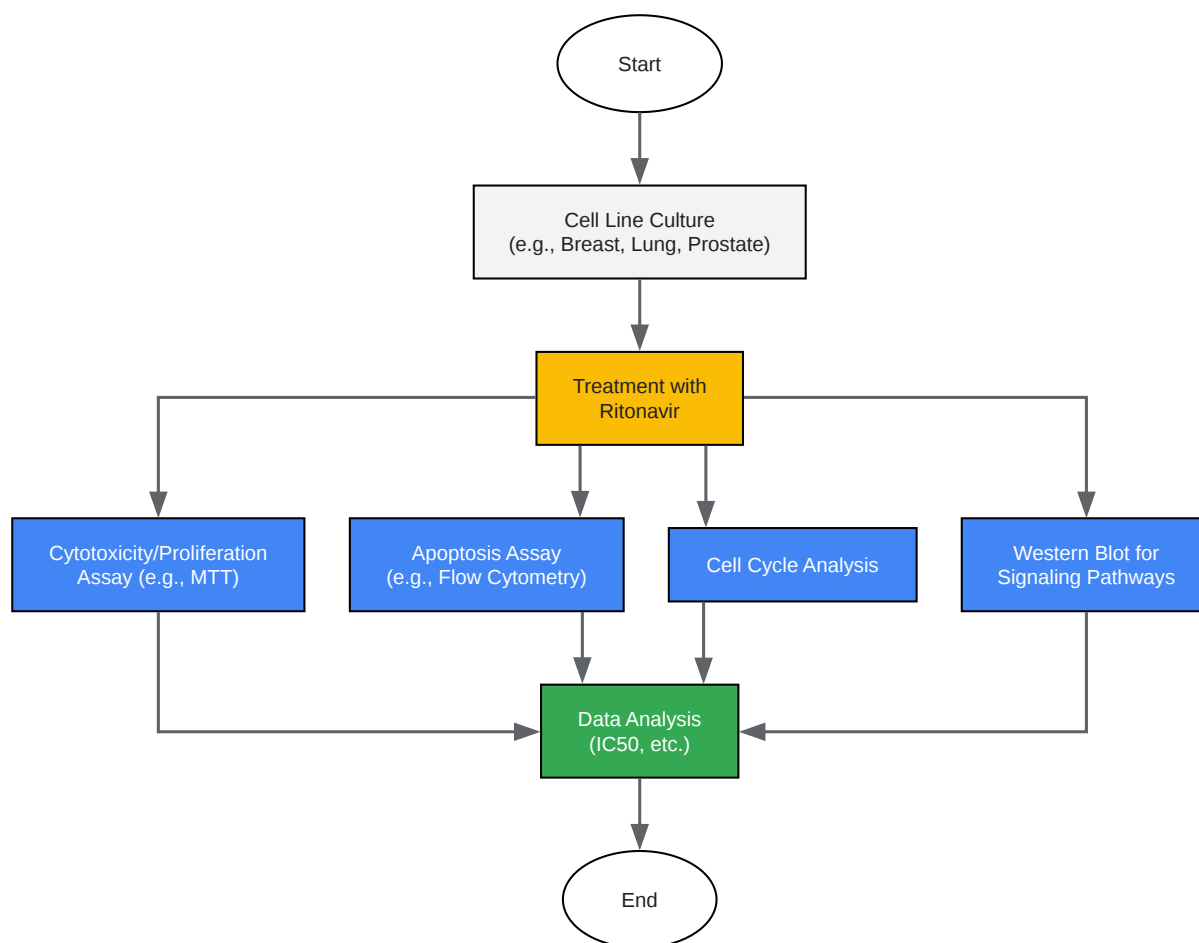 Start
Cell Line Culture
(e.g., Breast, Lung, Prostate)
Treatment with
Ritonavir
Cytotoxicity/Proliferation
Assay (e.g., MTT)
Apoptosis Assay
(e.g., Flow Cytometry)
Cell Cycle Analysis
Western Blot for
Signaling Pathways
Data Analysis
(IC50, etc.)
End